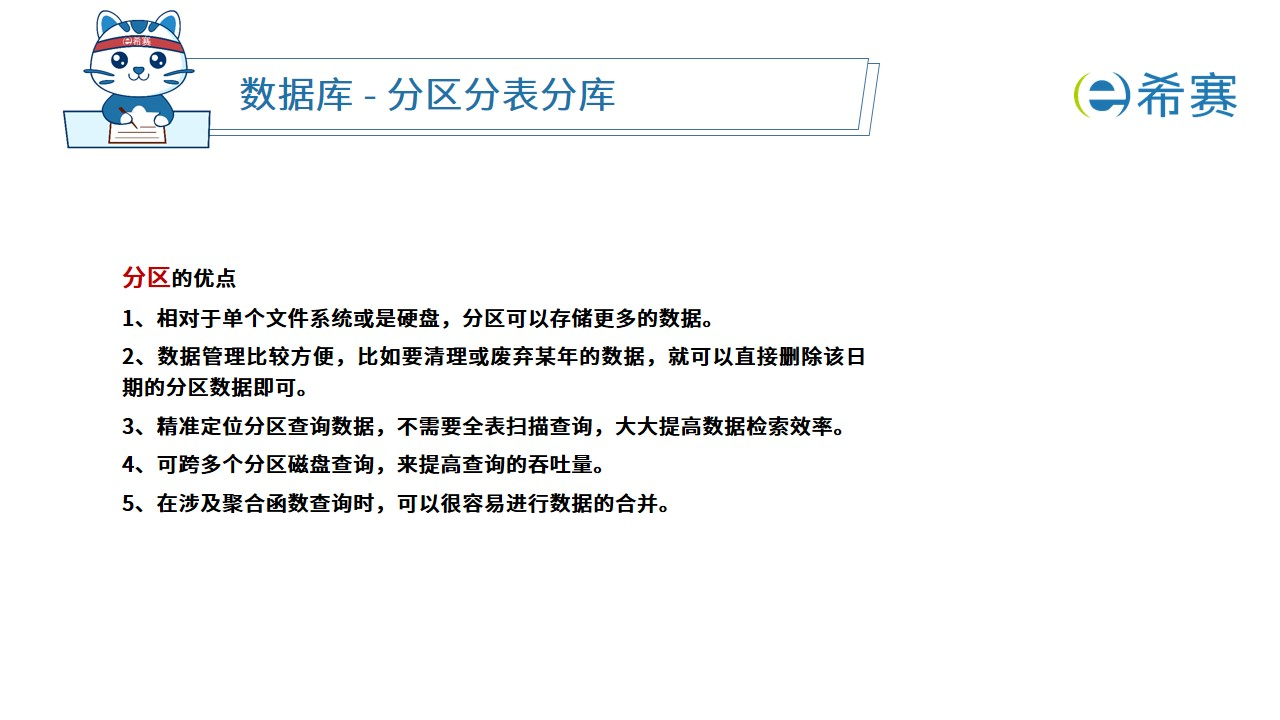 希赛
数据库 - 分区分表分库
希赛
分区的优点
1、相对于单个文件系统或是硬盘，分区可以存储更多的数据。
2、数据管理比较方便，比如要清理或废弃某年的数据，就可以直接删除该日
期的分区数据即可。
3、精准定位分区查询数据，不需要全表扫描查询，大大提高数据检索效率。
4、可跨多个分区磁盘查询，来提高查询的吞吐量。
5、在涉及聚合函数查询时，可以很容易进行数据的合并。